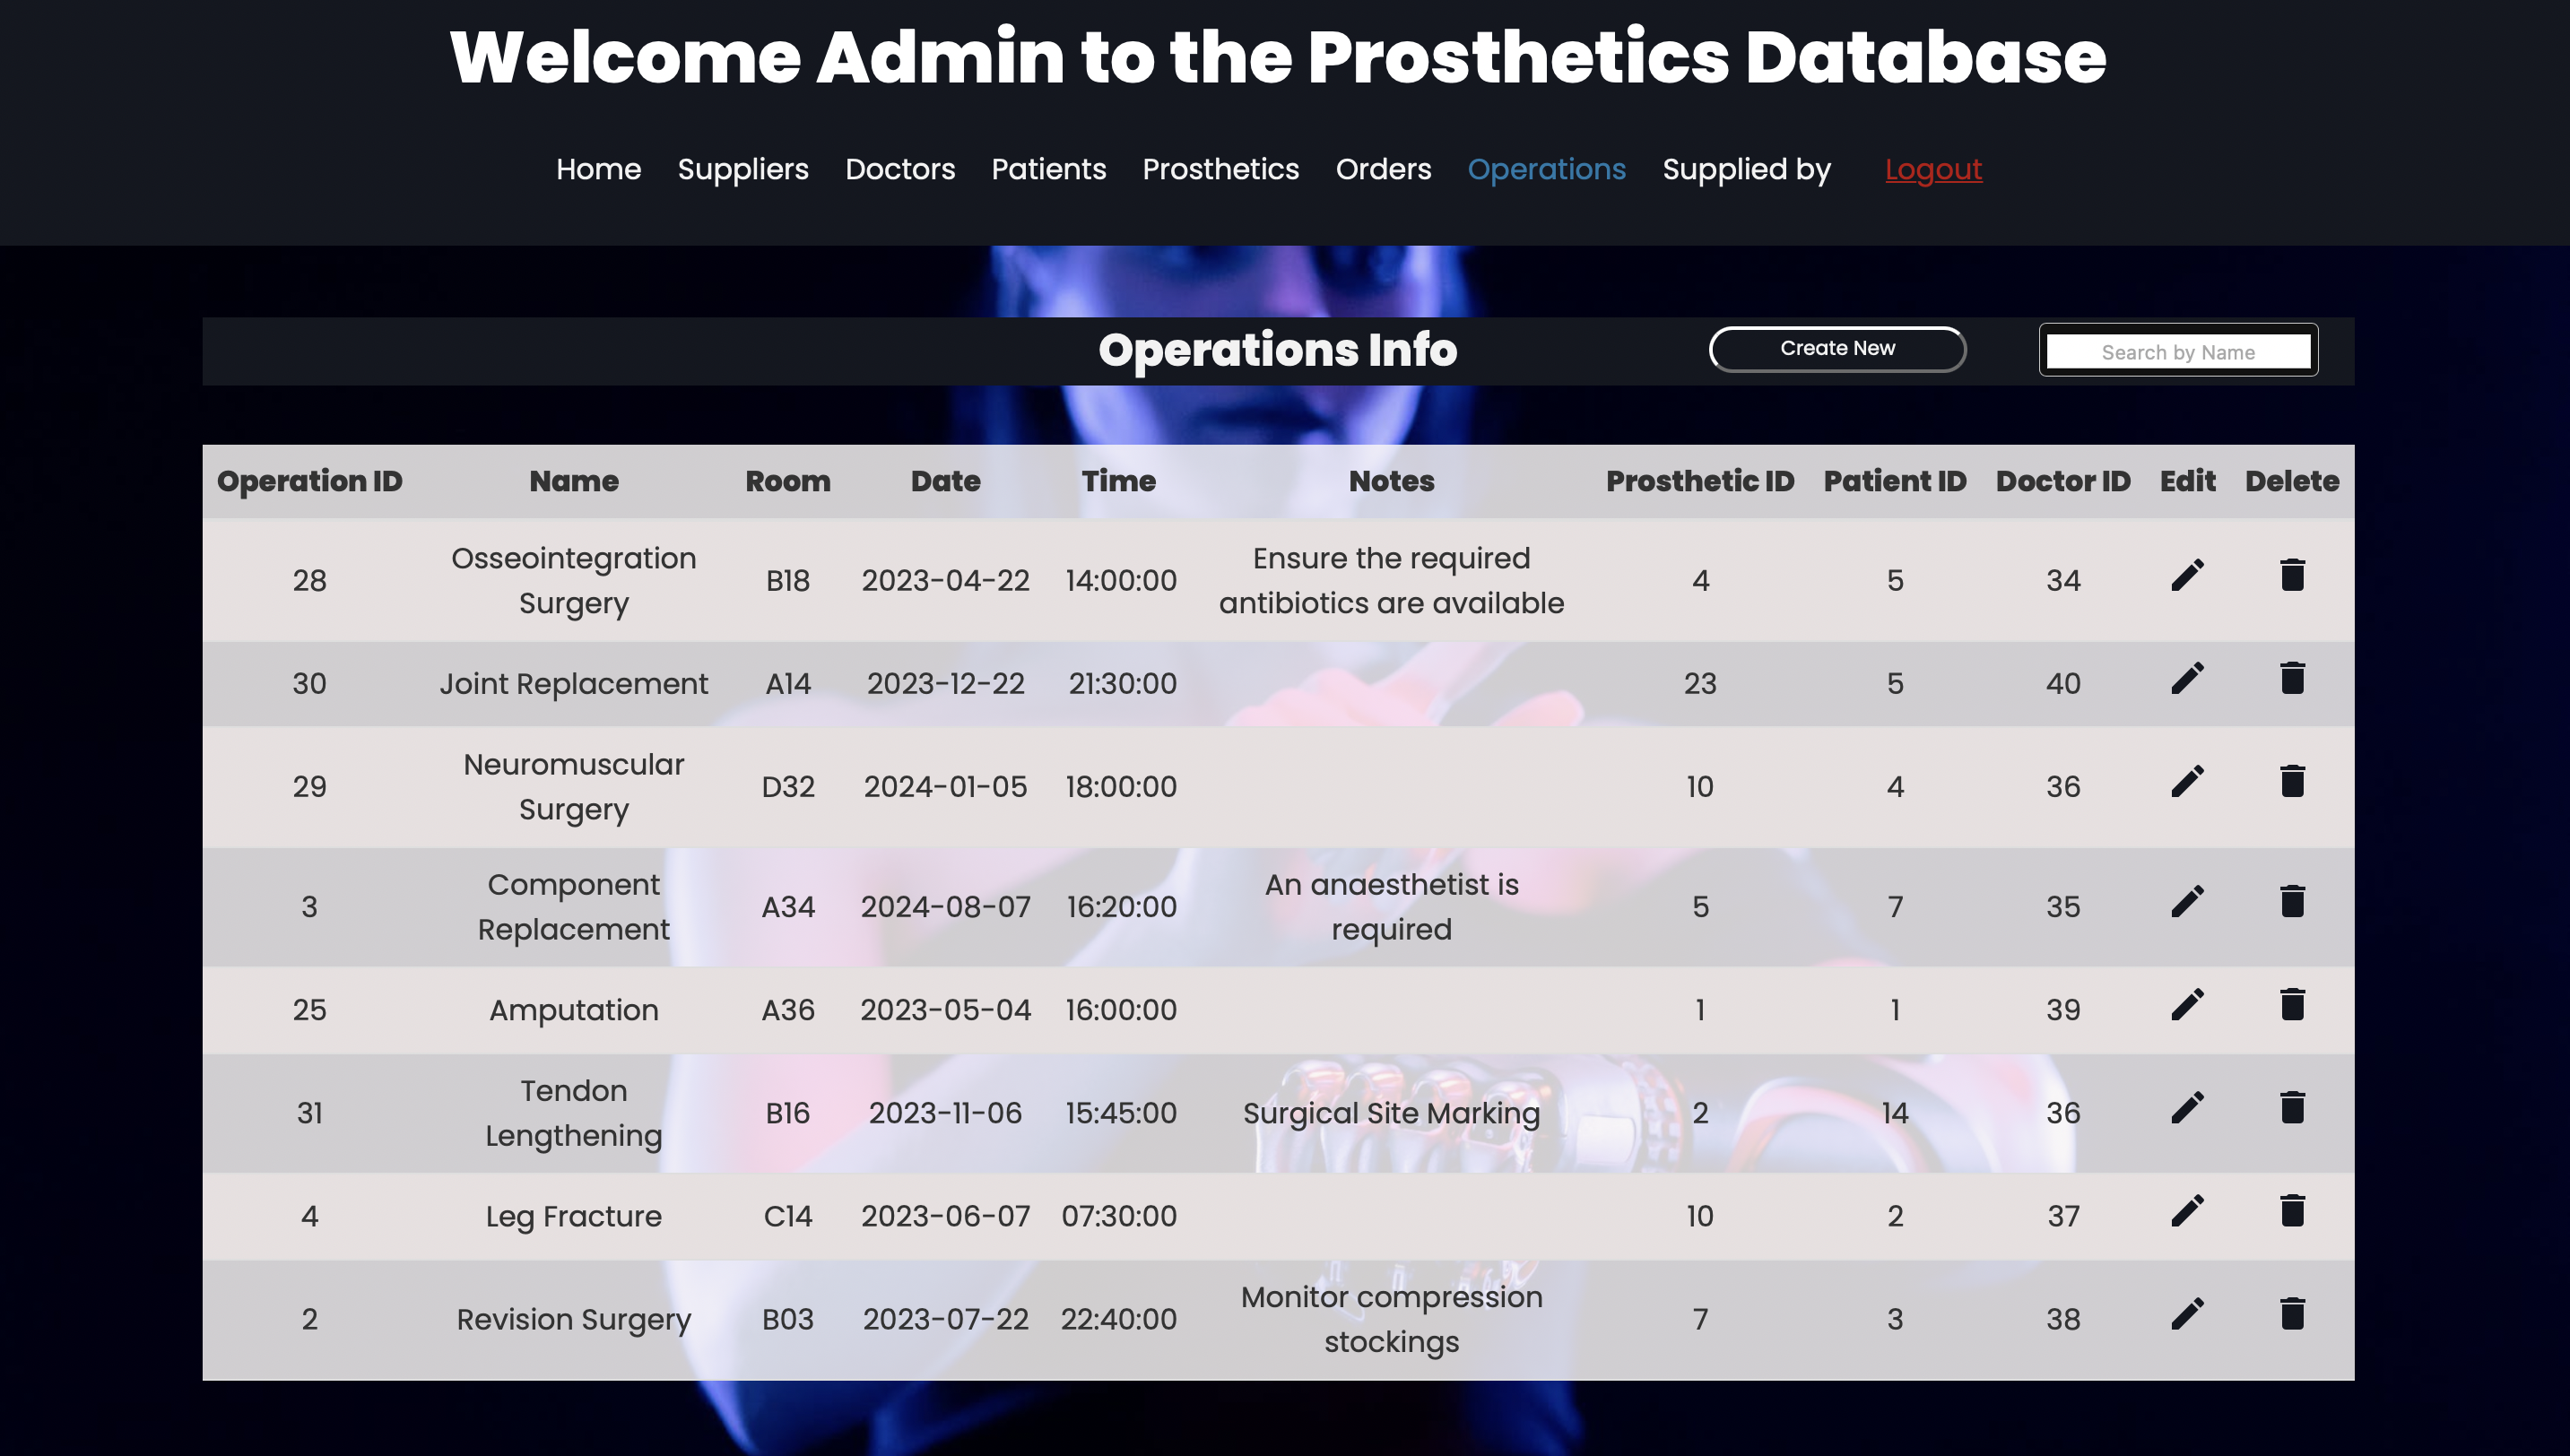 Welcome Admin to the Prosthetics Database
Home Suppliers Doctors Patients Prosthetics Orders Operations Supplied by Logout
Operations Info Create New Search by Name
Operation ID Name Room Date Time Notes Prosthetic ID Patient ID Doctor ID Edit Delete
28 Osseointegration Surgery B18 2023-04-22 14:00:00 Ensure the required antibiotics are available 4 5 34
30 Joint Replacement A14 2023-12-22 21:30:00 23 5 40
29 Neuromuscular Surgery D32 2024-01-05 18:00:00 10 4 36
3 Component Replacement A34 2024-08-07 16:20:00 An anaesthetist is required 5 7 35
25 Amputation A36 2023-05-04 16:00:00 1 1 39
31 Tendon Lengthening B16 2023-11-06 15:45:00 Surgical Site Marking 2 14 36
4 Leg Fracture C14 2023-06-07 07:30:00 10 2 37
2 Revision Surgery B03 2023-07-22 22:40:00 Monitor compression stockings 7 3 38